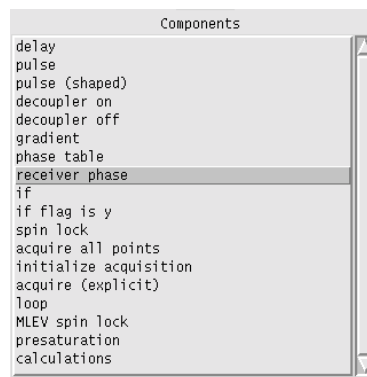 Components
delay
pulse
pulse (shaped)
decoupler on
decoupler off
gradient
phase table
receiver phase
if
if flag is y
spin lock
acquire all points
initialize acquisition
acquire (explicit)
loop
MLEV spin lock
presaturation
calculations